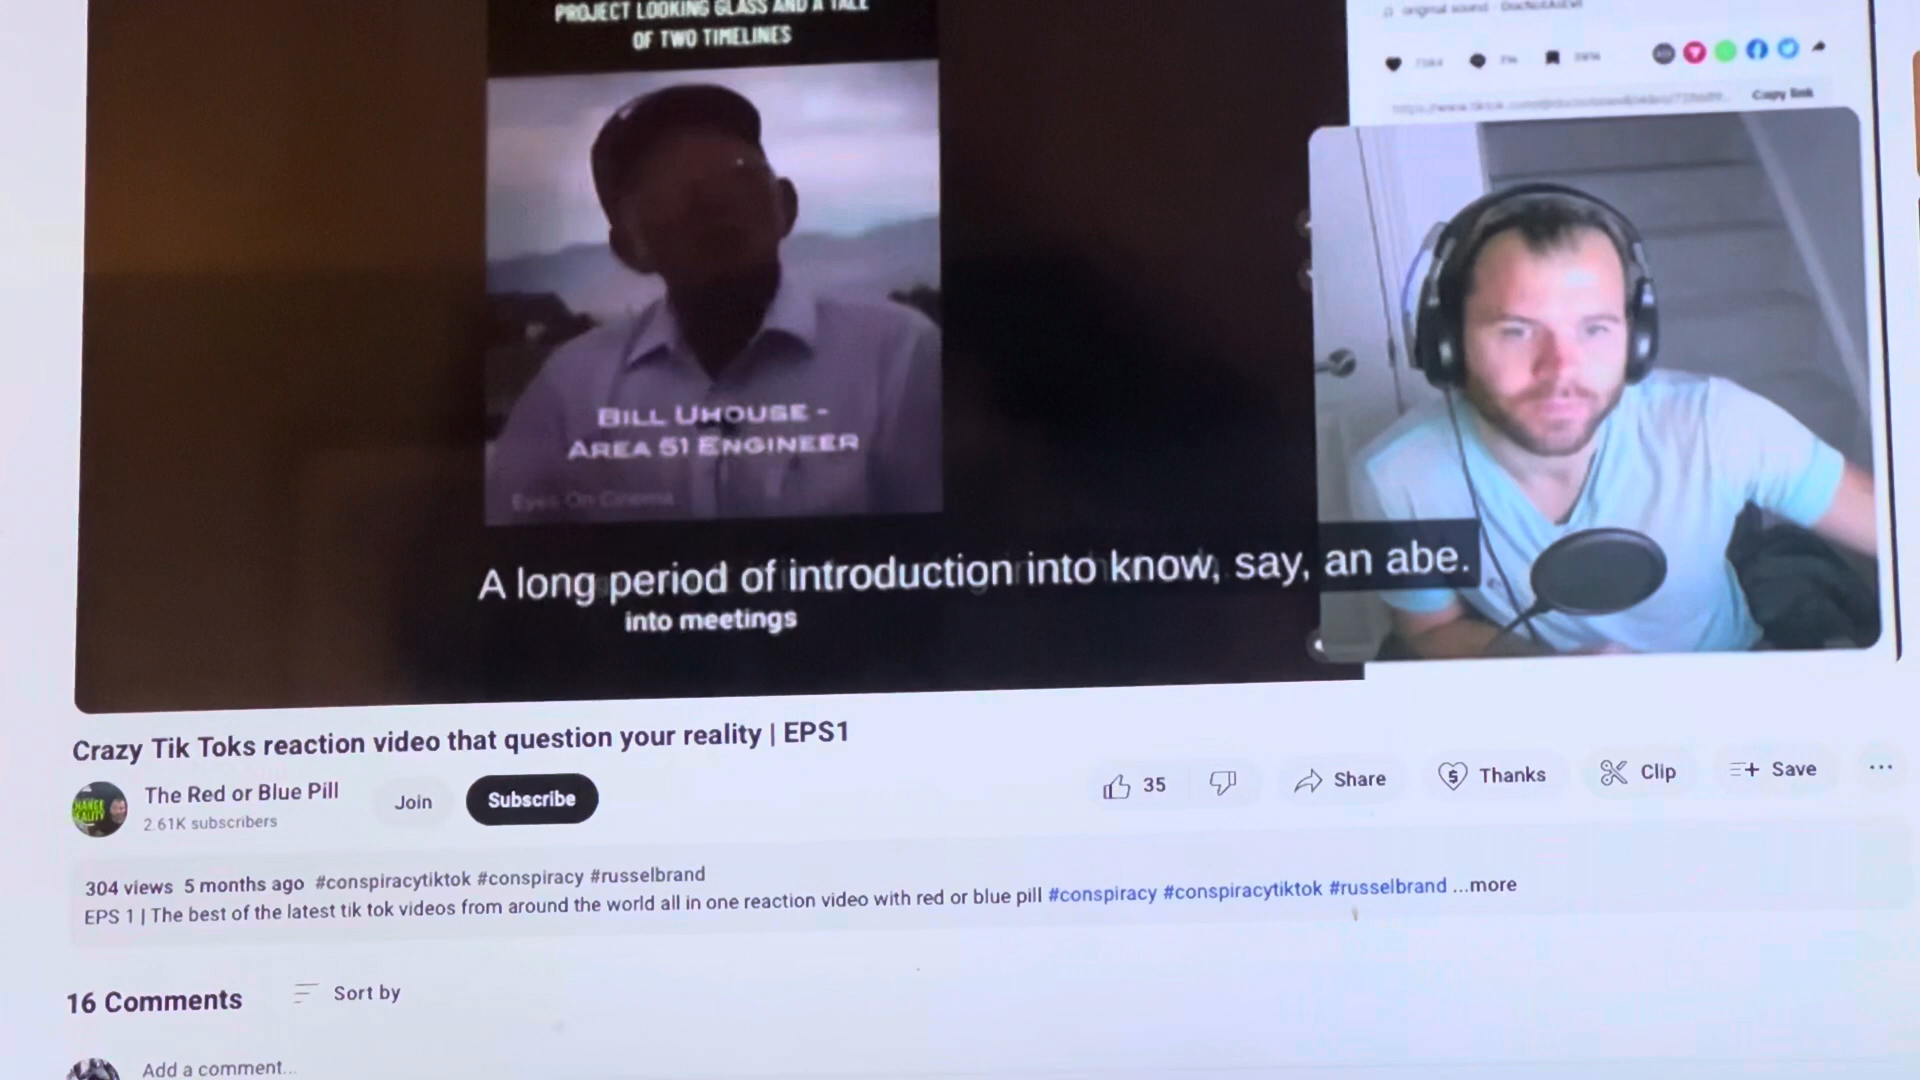 PROJECT LOOKING GLASS AND A TALE
OF TWO TIMELINES
original sound
Copy link
BILL UHOUSE -
AREA 51 ENGINEER
Eyes On Cinema
A long period of introduction into know, say, an abe.
into meetings
Crazy Tik Toks reaction video that question your reality | EPS1
The Red or Blue Pill
2.61K subscribers
Join
Subscribe
35
Share
Thanks
Clip
Save
304 views 5 months ago #conspiracytiktok #conspiracy #russelbrand
EPS 1 | The best of the latest tik tok videos from around the world all in one reaction video with red or blue pill #conspiracy #conspiracytiktok #russelbrand ...more
16 Comments
Sort by
Add a comment...